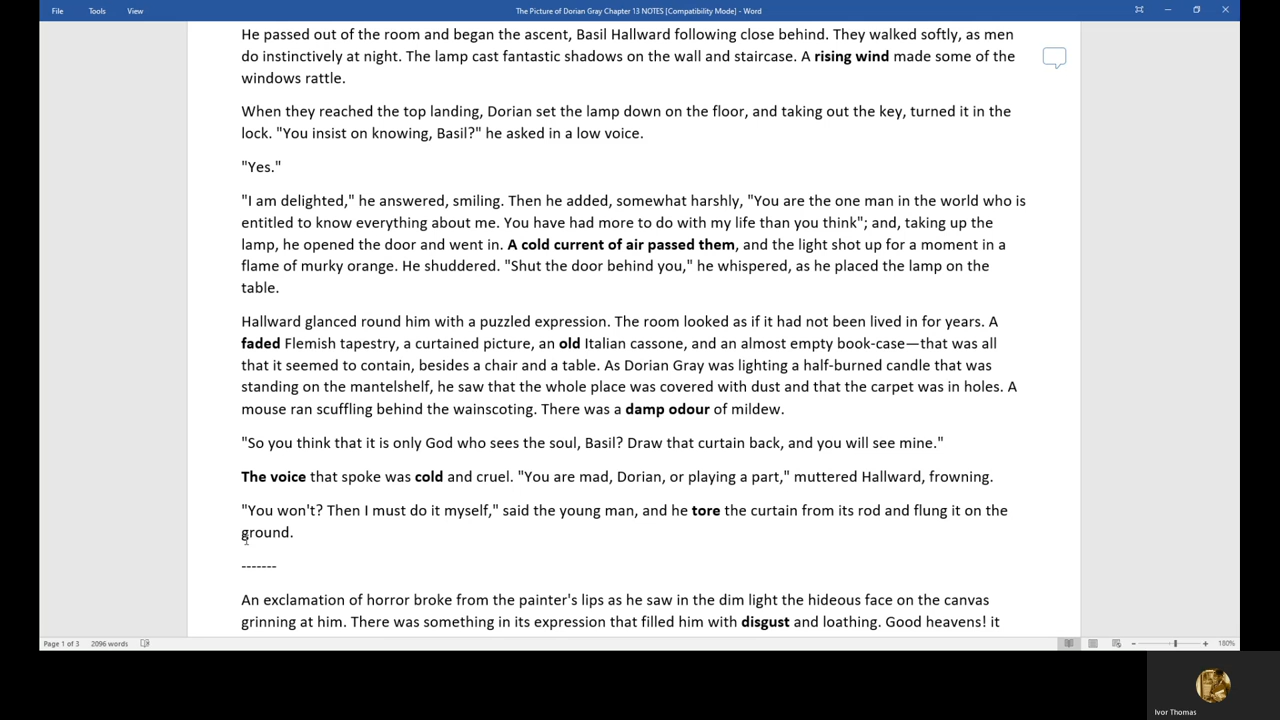 File Tools View The Picture of Dorian Gray Chapter 13 NOTES [Compatibility Mode] - Word
He passed out of the room and began the ascent, Basil Hallward following close behind. They walked softly, as men
do instinctively at night. The lamp cast fantastic shadows on the wall and staircase. A rising wind made some of the
windows rattle.
When they reached the top landing, Dorian set the lamp down on the floor, and taking out the key, turned it in the
lock. "You insist on knowing, Basil?" he asked in a low voice.
"Yes."
"I am delighted," he answered, smiling. Then he added, somewhat harshly, "You are the one man in the world who is
entitled to know everything about me. You have had more to do with my life than you think"; and, taking up the
lamp, he opened the door and went in. A cold current of air passed them, and the light shot up for a moment in a
flame of murky orange. He shuddered. "Shut the door behind you," he whispered, as he placed the lamp on the
table.
Hallward glanced round him with a puzzled expression. The room looked as if it had not been lived in for years. A
faded Flemish tapestry, a curtained picture, an old Italian cassone, and an almost empty book-case—that was all
that it seemed to contain, besides a chair and a table. As Dorian Gray was lighting a half-burned candle that was
standing on the mantelshelf, he saw that the whole place was covered with dust and that the carpet was in holes. A
mouse ran scuffling behind the wainscoting. There was a damp odour of mildew.
"So you think that it is only God who sees the soul, Basil? Draw that curtain back, and you will see mine."
The voice that spoke was cold and cruel. "You are mad, Dorian, or playing a part," muttered Hallward, frowning.
"You won't? Then I must do it myself," said the young man, and he tore the curtain from its rod and flung it on the
ground.
-------
An exclamation of horror broke from the painter's lips as he saw in the dim light the hideous face on the canvas
grinning at him. There was something in its expression that filled him with disgust and loathing. Good heavens! it
Page 1 of 3 2096 words 180%
Ivor Thomas